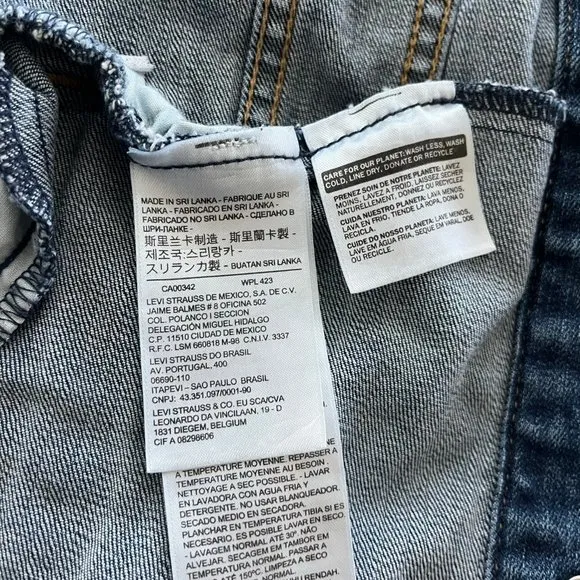 MADE IN SRI LANKA - FABRIQUE AU SRI
LANKA - FABRICADO EN SRI LANKA -
FABRICADO NO SRI LANKA - СДЕЛАНО В
ШРИ-ЛАНКЕ -
斯里兰卡制造 - 斯里蘭卡製 -
제조국:스리랑카 -
スリランカ製 - BUATAN SRI LANKA
CA00342 WPL 423
LEVI STRAUSS DE MEXICO, S.A. DE C.V.
JAIME BALMES # 8 OFICINA 502
COL. POLANCO I SECCION
DELEGACIÓN MIGUEL HIDALGO
C.P. 11510 CIUDAD DE MEXICO
R.F.C. LSM 660818 M-98 C.N.I.V. 3337
LEVI STRAUSS DO BRASIL
AV. PORTUGAL, 400
06690-110
ITAPEVI - SAO PAULO BRASIL
CNPJ: 43.351.097/0001-90
LEVI STRAUSS & CO. EU SCA/CVA
LEONARDO DA VINCILAAN, 19 - D
1831 DIEGEM, BELGIUM
CIF A 08298606
CARE FOR OUR PLANET: WASH LESS, WASH
COLD, LINE DRY, DONATE OR RECYCLE
PRENEZ SOIN DE NOTRE PLANETE: LAVEZ
MOINS, LAVEZ A FROID, LAISSEZ SECHER
NATURELLEMENT, DONNEZ OU RECYCLEZ
CUIDA NUESTRO PLANETA: LAVA MENOS,
LAVA EN FRIO, TIENDE LA ROPA, DONA O
RECICLA.
CUIDE DO NOSSO PLANETA: LAVE MENOS,
LAVE EM ÁGUA FRIA, SEQUE EM VARAL, DOE
OU RECICLE.
A TEMPERATURE MOYENNE. REPASSER A
TEMPERATURE MOYENNE AU BESOIN
NETTOYAGE A SEC POSSIBLE. - LAVAR
EN LAVADORA CON AGUA FRIA Y
DETERGENTE. NO USAR BLANQUEADOR.
SECADO MEDIO EN SECADORA.
PLANCHAR EN TEMPERATURA TIBIA SI ES
NECESARIO. ES POSIBLE LAVAR EN SECO.
- LAVAGEM NORMAL ATÉ 30° NÃO
ALVEJAR. SECAGEM EM TAMBOR EM